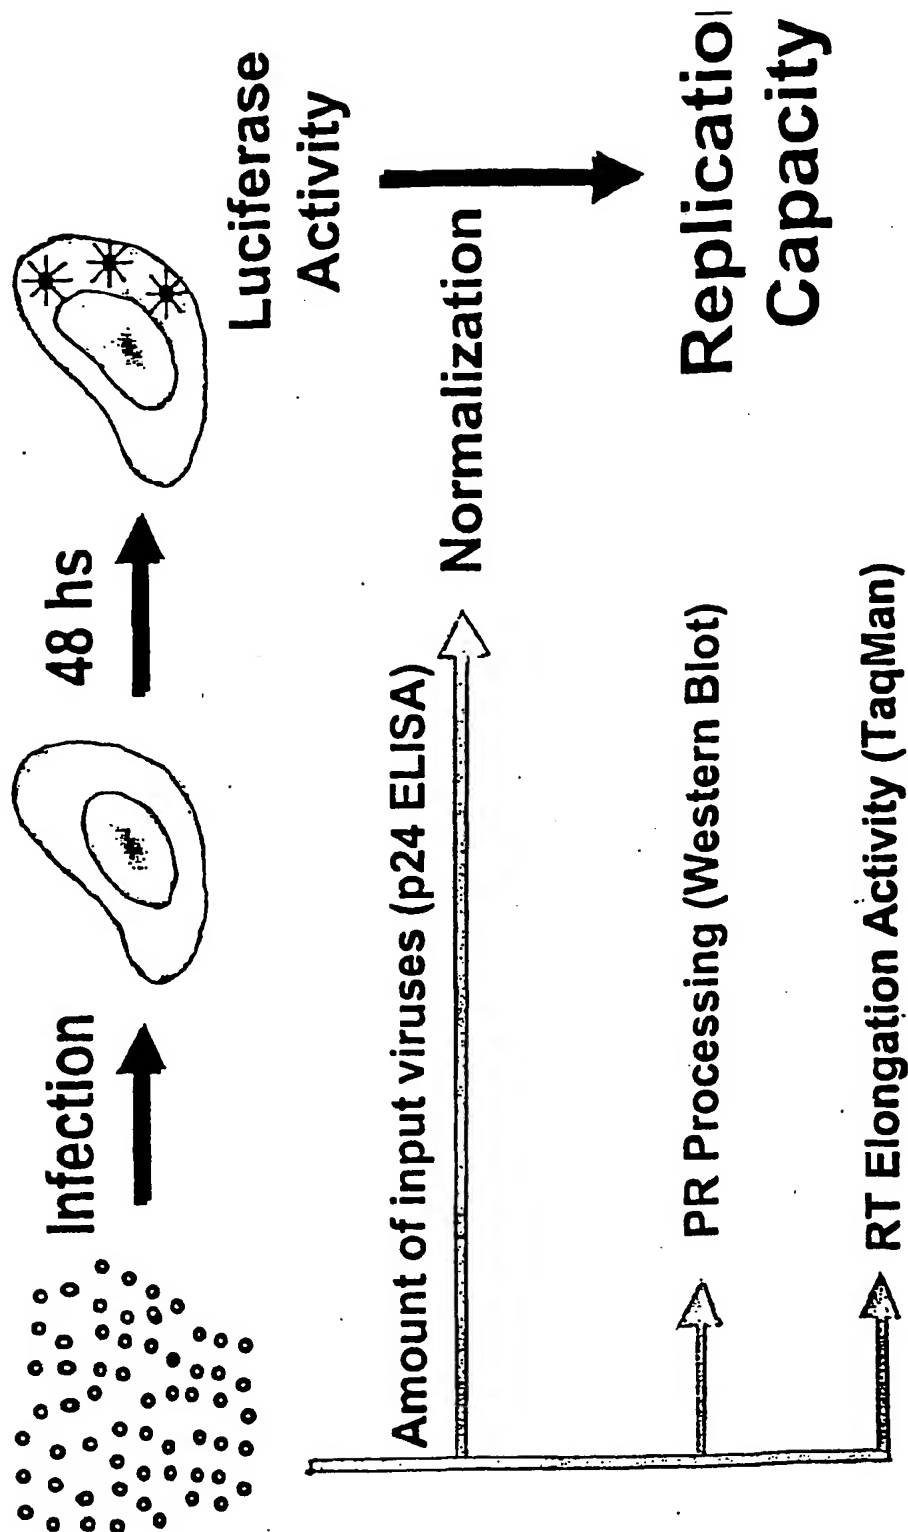 Infection
48 hs
Luciferase
Activity
Amount of input viruses (p24 ELISA)
Normalization
PR Processing (Western Blot)
Replication
Capacity
RT Elongation Activity (TaqMan)